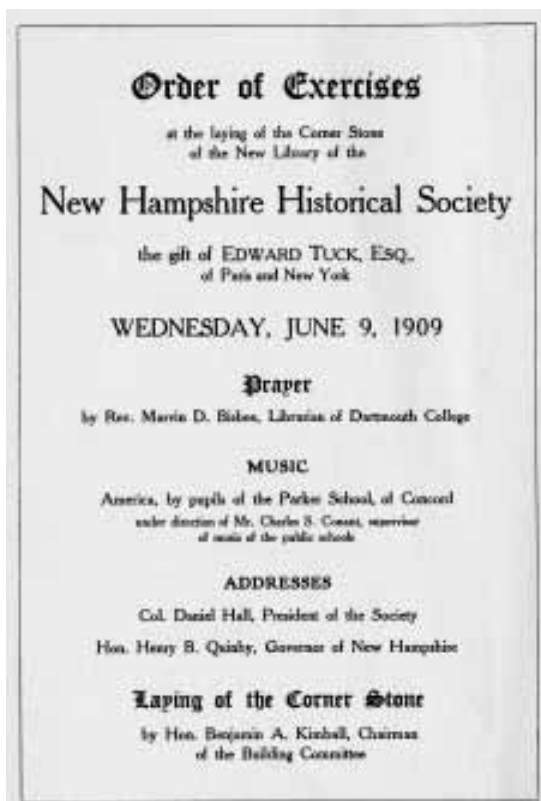 Order of Exercises
at the laying of the Corner Stone
of the New Library of the
New Hampshire Historical Society
the gift of EDWARD TUCK, ESQ.,
of Paris and New York
WEDNESDAY, JUNE 9, 1909
Prayer
by Rev. Marvin D. Bisbee, Librarian of Dartmouth College
MUSIC
America, by pupils of the Parker School, of Concord
under direction of Mr. Charles S. Conant, supervisor
of music of the public schools
ADDRESSES
Col. Daniel Hall, President of the Society
Hon. Henry B. Quinby, Governor of New Hampshire
Laying of the Corner Stone
by Hon. Benjamin A. Kimball, Chairman
of the Building Committee